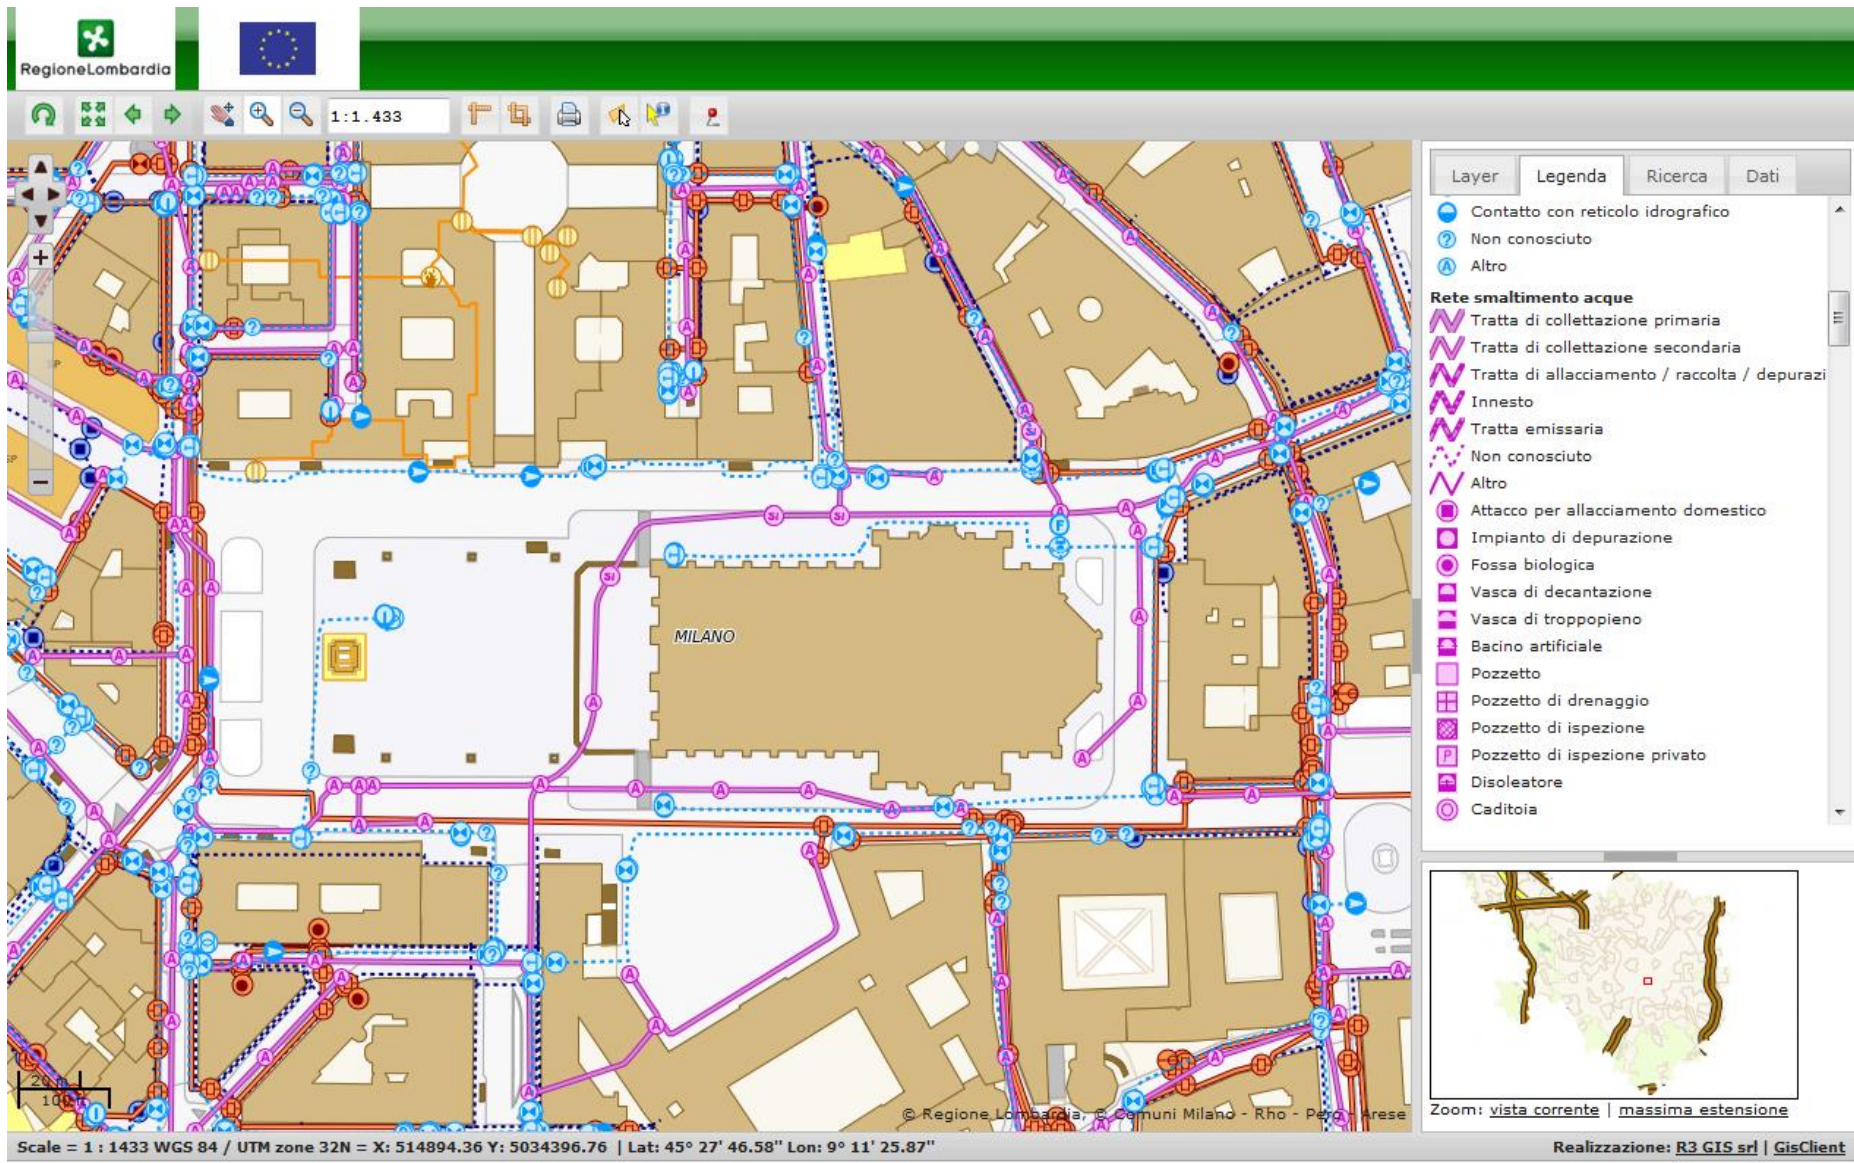 RegioneLombardia
1:1.433
Layer
Legenda
Ricerca
Dati
Contatto con reticolo idrografico
Non conosciuto
Altro
Rete smaltimento acque
Tratta di collettazione primaria
Tratta di collettazione secondaria
Tratta di allacciamento / raccolta / depurazi
Innesto
Tratta emissaria
Non conosciuto
Altro
Attacco per allacciamento domestico
Impianto di depurazione
Fossa biologica
Vasca di decantazione
Vasca di troppopieno
Bacino artificiale
Pozzetto
Pozzetto di drenaggio
Pozzetto di ispezione
P Pozzetto di ispezione privato
Disoleatore
Caditoia
MILANO
20 m
© Regione Lombardia, © Comuni Milano - Rho - Pero - Arese
Zoom: vista corrente | massima estensione
Scale = 1 : 1433 WGS 84 / UTM zone 32N = X: 514894.36 Y: 5034396.76 | Lat: 45° 27' 46.58" Lon: 9° 11' 25.87"
Realizzazione: R3 GIS srl | GisClient